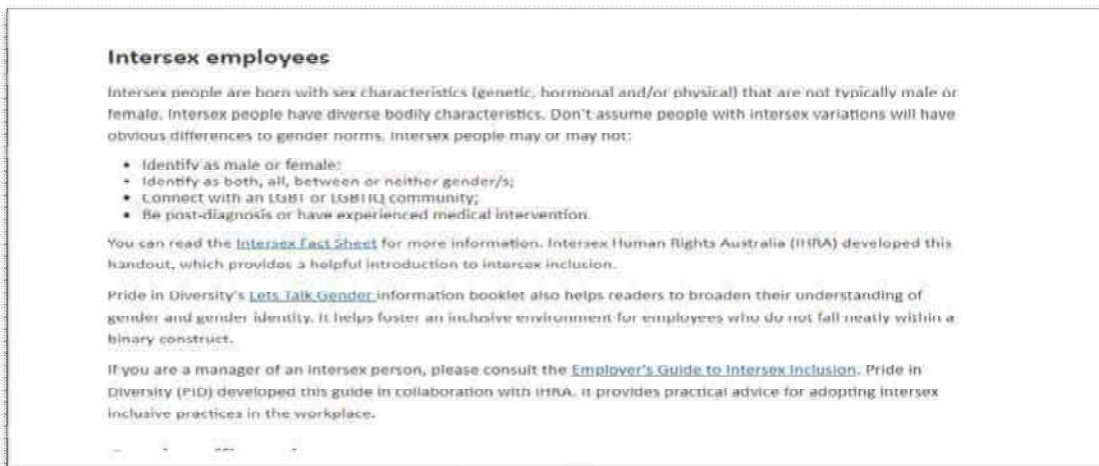 Intersex employees
Intersex people are born with sex characteristics (genetic, hormonal and/or physical) that are not typically male or
female. Intersex people have diverse bodily characteristics. Don't assume people with intersex variations will have
obvious differences to gender norms. Intersex people may or may not:
• Identify as male or female;
• Identify as both, all, between or neither gender/s;
• Connect with an LGBT or LGBTIQ community;
• Be post-diagnosis or have experienced medical intervention.
You can read the Intersex Fact Sheet for more information. Intersex Human Rights Australia (IHRA) developed this
handout, which provides a helpful introduction to intersex inclusion.
Pride in Diversity's Lets Talk Gender information booklet also helps readers to broaden their understanding of
gender and gender identity. It helps foster an inclusive environment for employees who do not fall neatly within a
binary construct.
If you are a manager of an intersex person, please consult the Employer's Guide to Intersex Inclusion. Pride in
Diversity (PID) developed this guide in collaboration with IHRA. It provides practical advice for adopting intersex
inclusive practices in the workplace.